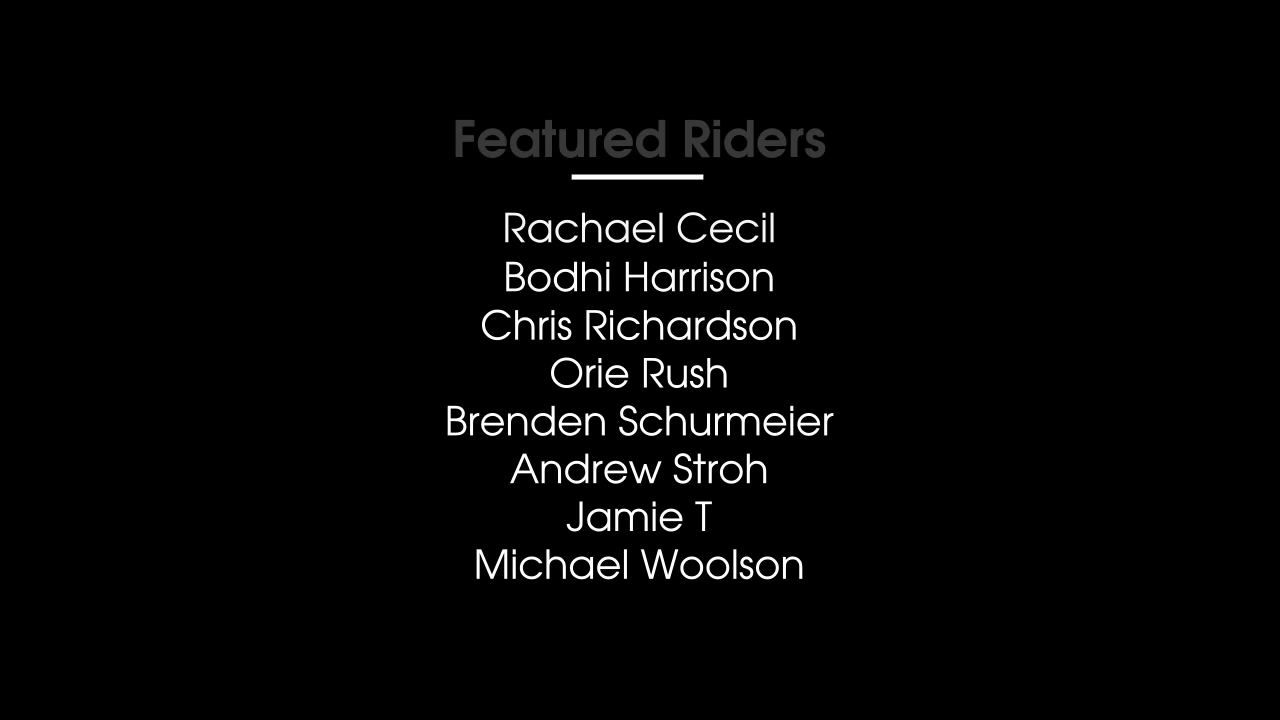 Featured Riders
Rachael Cecil
Bodhi Harrison
Chris Richardson
Orie Rush
Brenden Schurmeier
Andrew Stroh
Jamie T
Michael Woolson